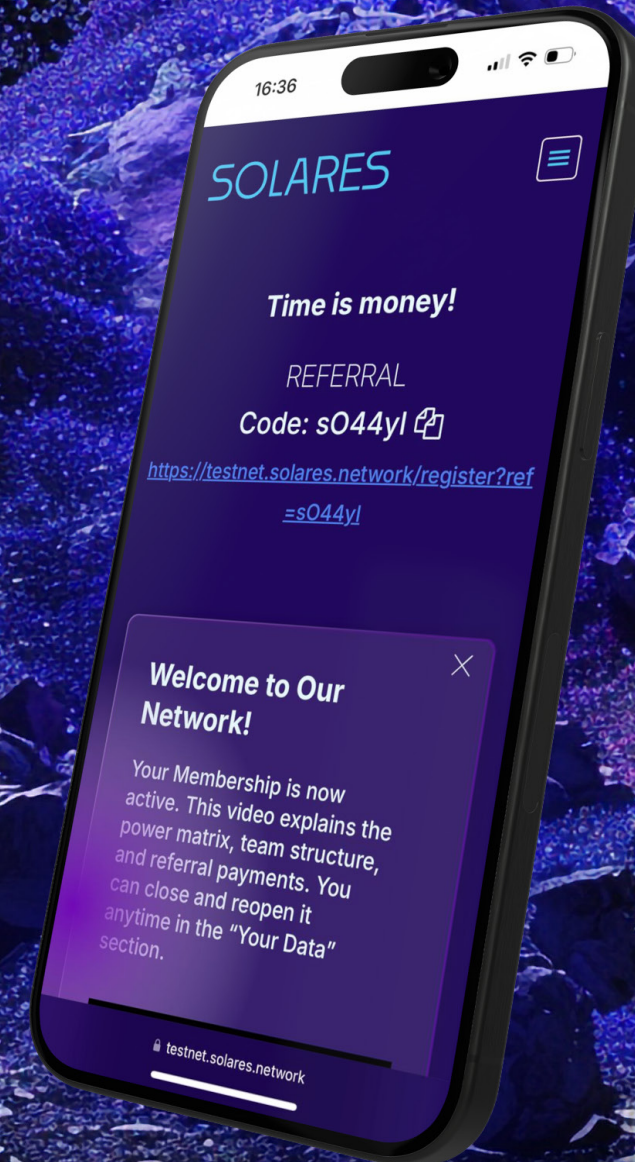 16:36
SOLARES
Time is money!
REFERRAL
Code: sO44yl
https://testnet.solares.network/register?ref
=sO44yl
Welcome to Our
Network!
Your Membership is now
active. This video explains the
power matrix, team structure,
and referral payments. You
can close and reopen it
anytime in the “Your Data”
section.
testnet.solares.network